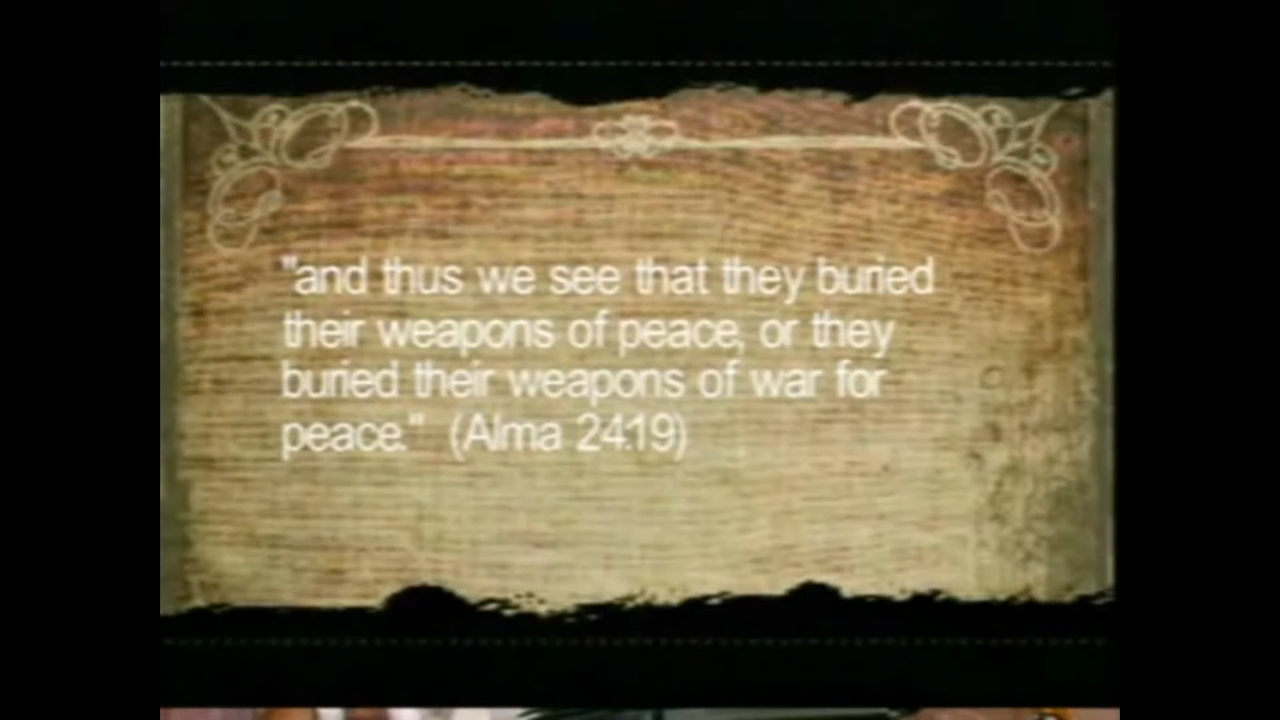 "and thus we see that they buried
their weapons of peace, or they
buried their weapons of war for
peace." (Alma 24:19)